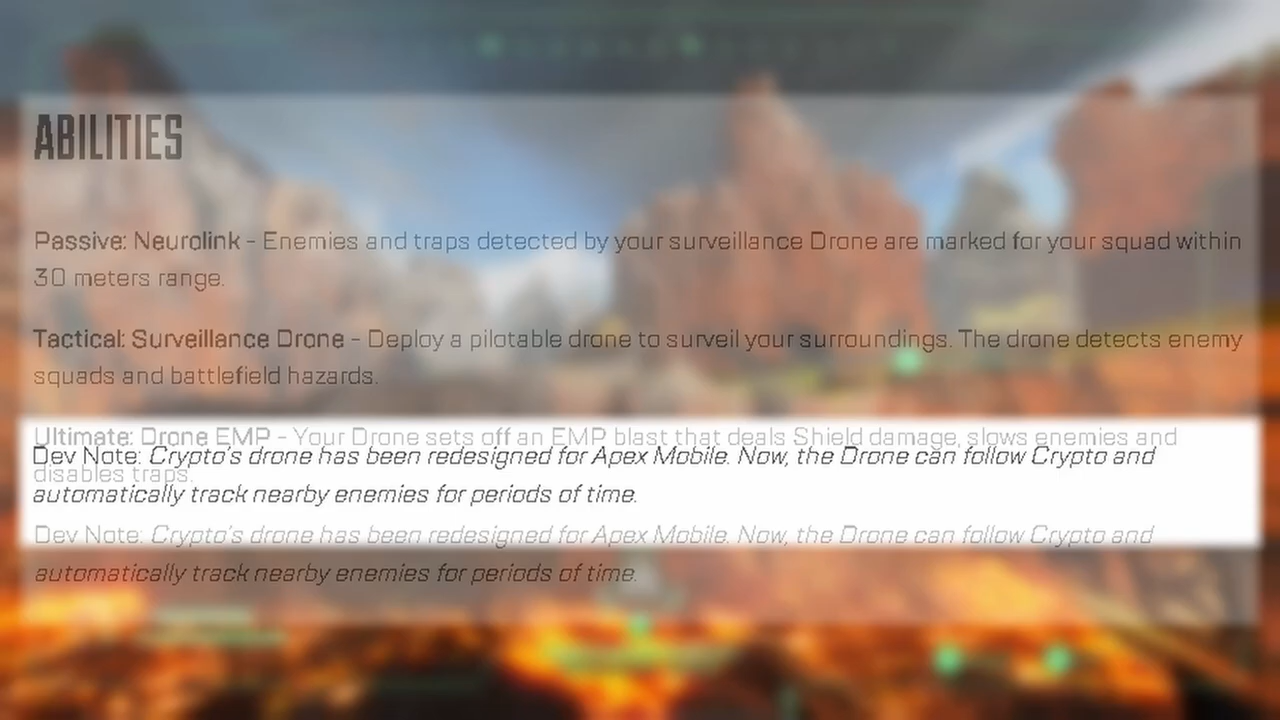 ABILITIES
Passive: Neurolink - Enemies and traps detected by your surveillance Drone are marked for your squad within
30 meters range.
Tactical: Surveillance Drone - Deploy a pilotable drone to surveil your surroundings. The drone detects enemy
squads and battlefield hazards.
Ultimate: Drone EMP - Your Drone sets off an EMP blast that deals Shield damage, slows enemies and
Dev Note: Crypto's drone has been redesigned for Apex Mobile. Now, the Drone can follow Crypto and
disables traps.
automatically track nearby enemies for periods of time.
Dev Note: Crypto's drone has been redesigned for Apex Mobile. Now, the Drone can follow Crypto and
automatically track nearby enemies for periods of time.